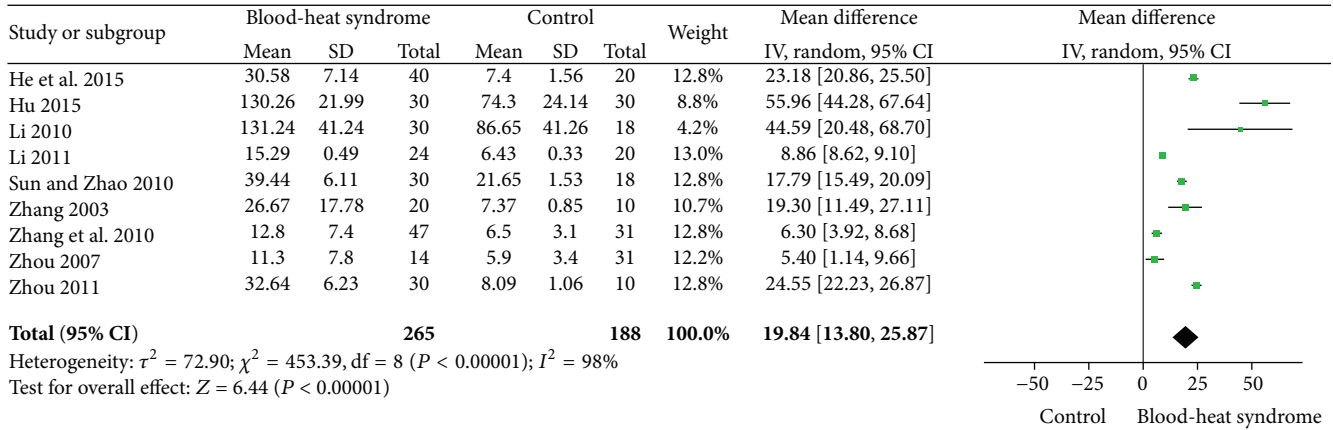 Study or subgroup Blood-heat syndrome Control Weight Mean difference Mean difference
Mean SD Total Mean SD Total IV, random, 95% CI IV, random, 95% CI
He et al. 2015 30.58 7.14 40 7.4 1.56 20 12.8% 23.18 [20.86, 25.50]
Hu 2015 130.26 21.99 30 74.3 24.14 30 8.8% 55.96 [44.28, 67.64]
Li 2010 131.24 41.24 30 86.65 41.26 18 4.2% 44.59 [20.48, 68.70]
Li 2011 15.29 0.49 24 6.43 0.33 20 13.0% 8.86 [8.62, 9.10]
Sun and Zhao 2010 39.44 6.11 30 21.65 1.53 18 12.8% 17.79 [15.49, 20.09]
Zhang 2003 26.67 17.78 20 7.37 0.85 10 10.7% 19.30 [11.49, 27.11]
Zhang et al. 2010 12.8 7.4 47 6.5 3.1 31 12.8% 6.30 [3.92, 8.68]
Zhou 2007 11.3 7.8 14 5.9 3.4 31 12.2% 5.40 [1.14, 9.66]
Zhou 2011 32.64 6.23 30 8.09 1.06 10 12.8% 24.55 [22.23, 26.87]
Total (95% CI) 265 188 100.0% 19.84 [13.80, 25.87]
Heterogeneity: τ² = 72.90; χ² = 453.39, df = 8 (P < 0.00001); I² = 98%
Test for overall effect: Z = 6.44 (P < 0.00001)
−50 −25 0 25 50
Control Blood-heat syndrome